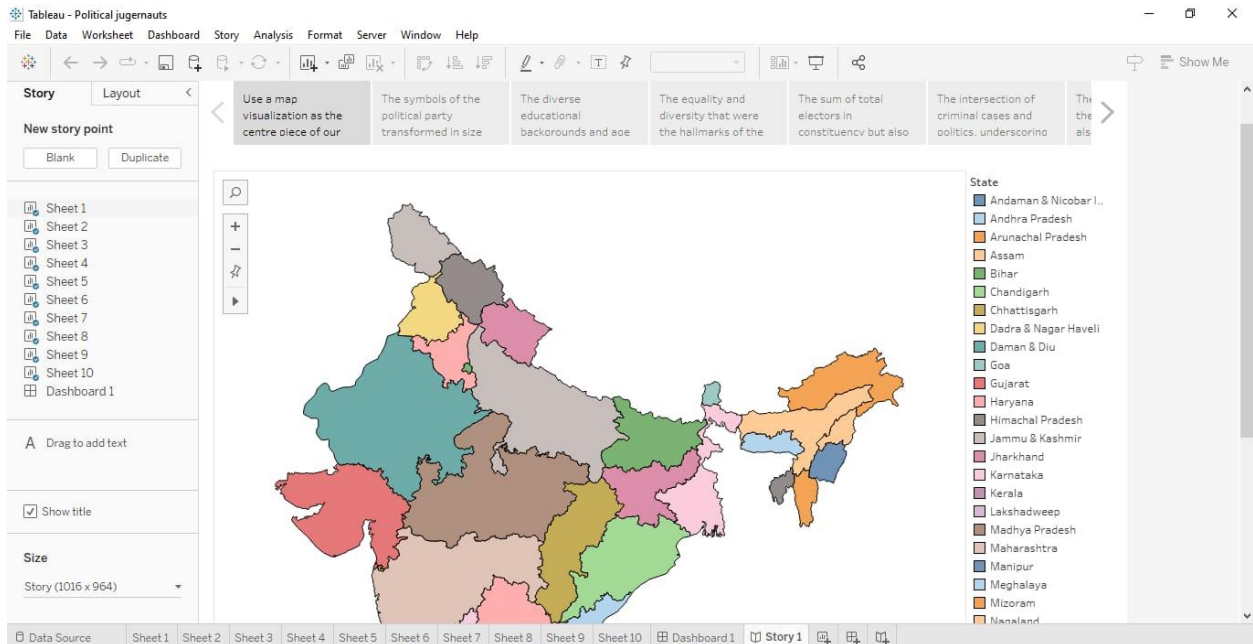 Tableau - Political jugernauts
File Data Worksheet Dashboard Story Analysis Format Server Window Help
Show Me
Story Layout
New story point
Blank Duplicate
Sheet 1
Sheet 2
Sheet 3
Sheet 4
Sheet 5
Sheet 6
Sheet 7
Sheet 8
Sheet 9
Sheet 10
Dashboard 1
A Drag to add text
Show title
Size
Story (1016 x 964)
Use a map
visualization as the
centre piece of our
The symbols of the
political party
transformed in size
The diverse
educational
backgrounds and age
The equality and
diversity that were
the hallmarks of the
The sum of total
electors in
constituency but also
The intersection of
criminal cases and
politics, underscoring
The
the
als
State
Andaman & Nicobar I..
Andhra Pradesh
Arunachal Pradesh
Assam
Bihar
Chandigarh
Chhattisgarh
Dadra & Nagar Haveli
Daman & Diu
Goa
Gujarat
Haryana
Himachal Pradesh
Jammu & Kashmir
Jharkhand
Karnataka
Kerala
Lakshadweep
Madhya Pradesh
Maharashtra
Manipur
Meghalaya
Mizoram
Nagaland
Data Source Sheet 1 Sheet 2 Sheet 3 Sheet 4 Sheet 5 Sheet 6 Sheet 7 Sheet 8 Sheet 9 Sheet 10 Dashboard 1 Story 1